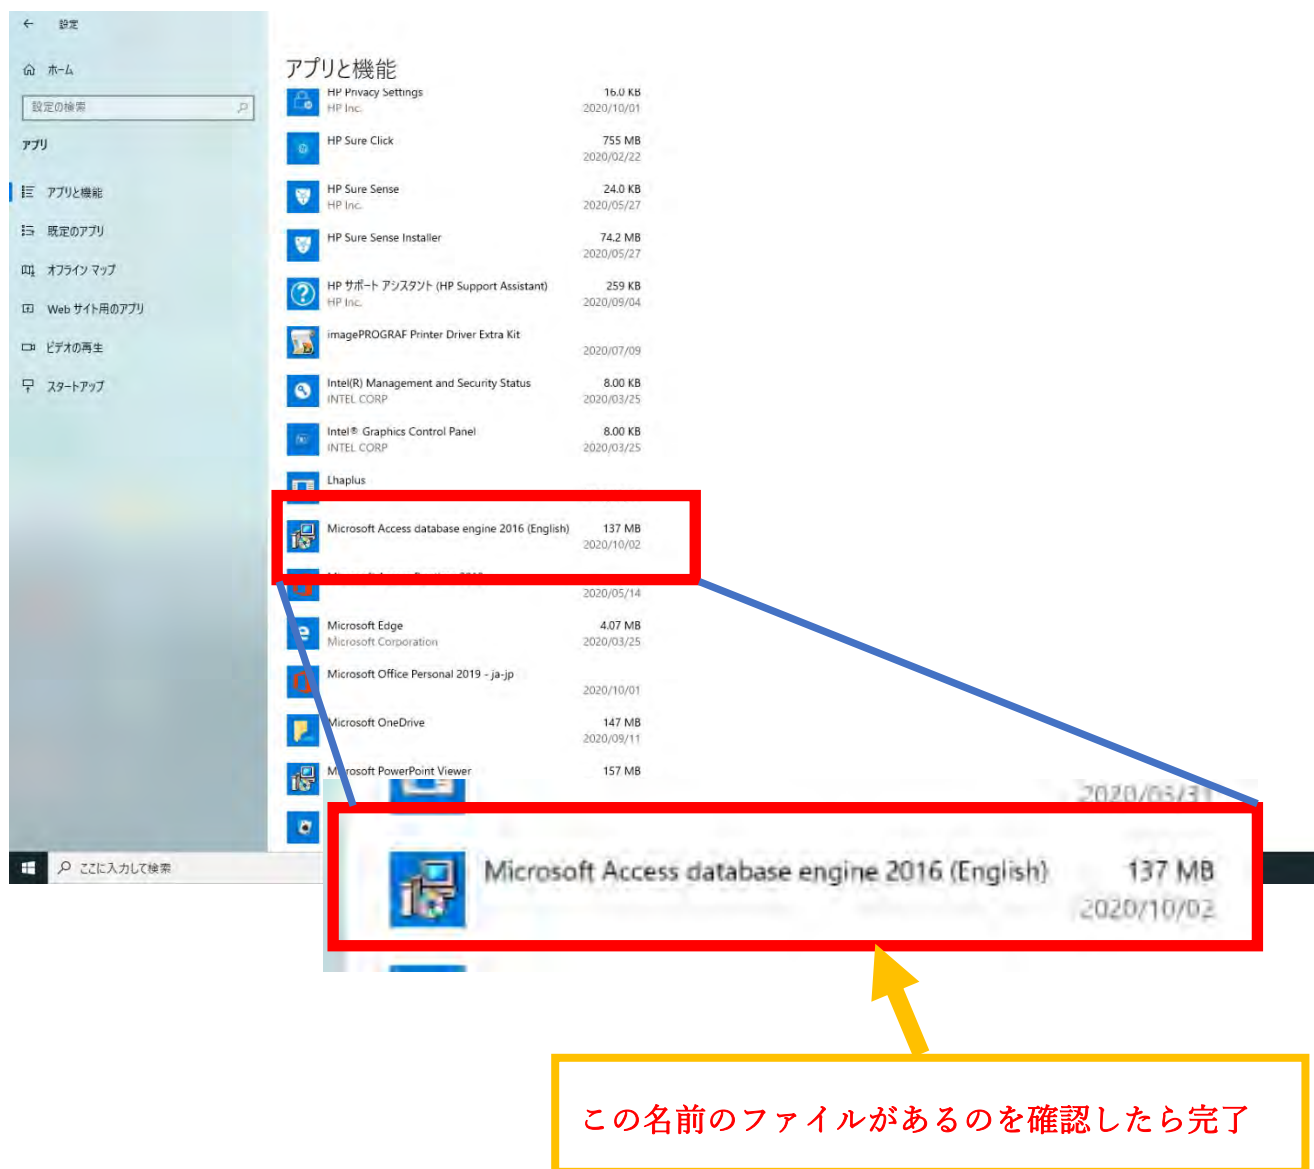 設定
ホーム
設定の検索
アプリ
アプリと機能
既定のアプリ
オフライン マップ
Web サイト用のアプリ
ビデオの再生
スタートアップ
アプリと機能
HP Privacy Settings 16.0 KB
HP Inc. 2020/10/01
HP Sure Click 755 MB
2020/02/22
HP Sure Sense 24.0 KB
HP Inc. 2020/05/27
HP Sure Sense Installer 74.2 MB
2020/05/27
HP サポート アシスタント (HP Support Assistant) 259 KB
HP Inc. 2020/09/04
imagePROGRAF Printer Driver Extra Kit
2020/07/09
Intel(R) Management and Security Status 8.00 KB
INTEL CORP 2020/03/25
Intel® Graphics Control Panel 8.00 KB
INTEL CORP 2020/03/25
Lhaplus
Microsoft Access database engine 2016 (English) 137 MB
2020/10/02
2020/05/14
Microsoft Edge 4.07 MB
Microsoft Corporation 2020/03/25
Microsoft Office Personal 2019 - ja-jp
2020/10/01
Microsoft OneDrive 147 MB
2020/09/11
Microsoft PowerPoint Viewer 157 MB
ここに入力して検索
2020/03/31
Microsoft Access database engine 2016 (English) 137 MB
2020/10/02
この名前のファイルがあるのを確認したら完了